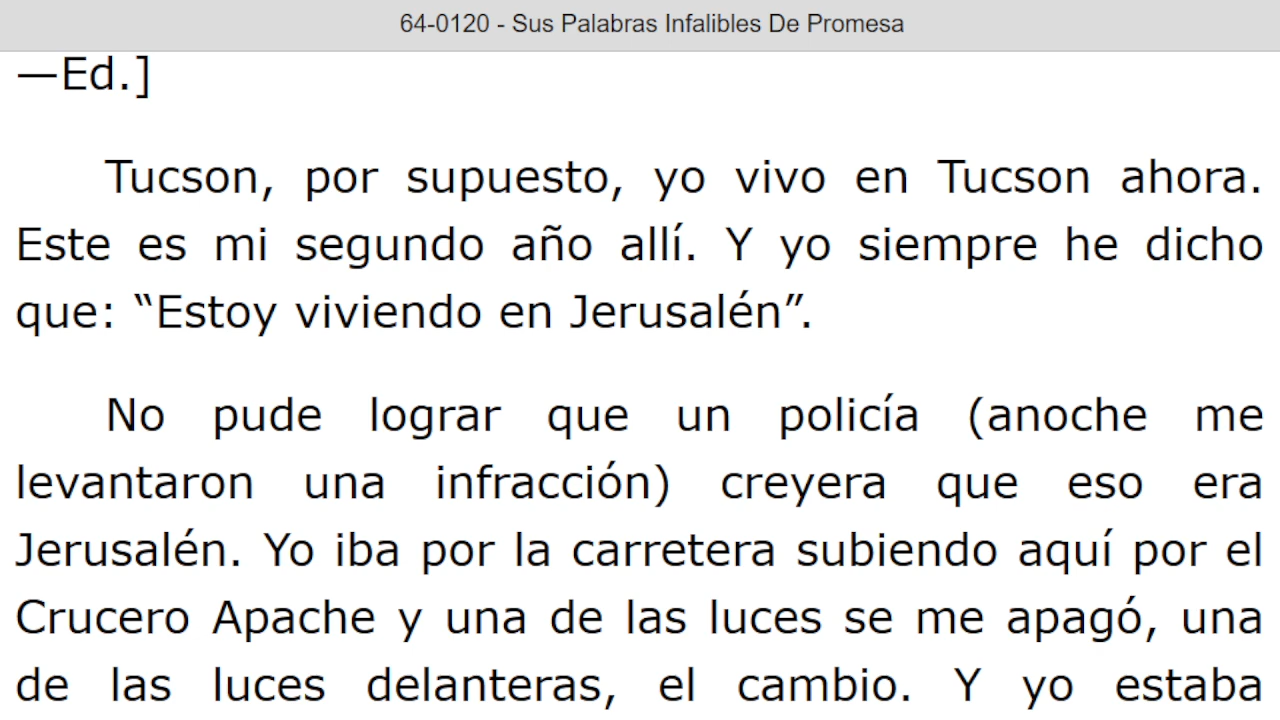 64-0120 - Sus Palabras Infalibles De Promesa
—Ed.]
Tucson, por supuesto, yo vivo en Tucson ahora.
Este es mi segundo año allí. Y yo siempre he dicho
que: “Estoy viviendo en Jerusalén”.
No pude lograr que un policía (anoche me
levantaron una infracción) creyera que eso era
Jerusalén. Yo iba por la carretera subiendo aquí por el
Crucero Apache y una de las luces se me apagó, una
de las luces delanteras, el cambio. Y yo estaba